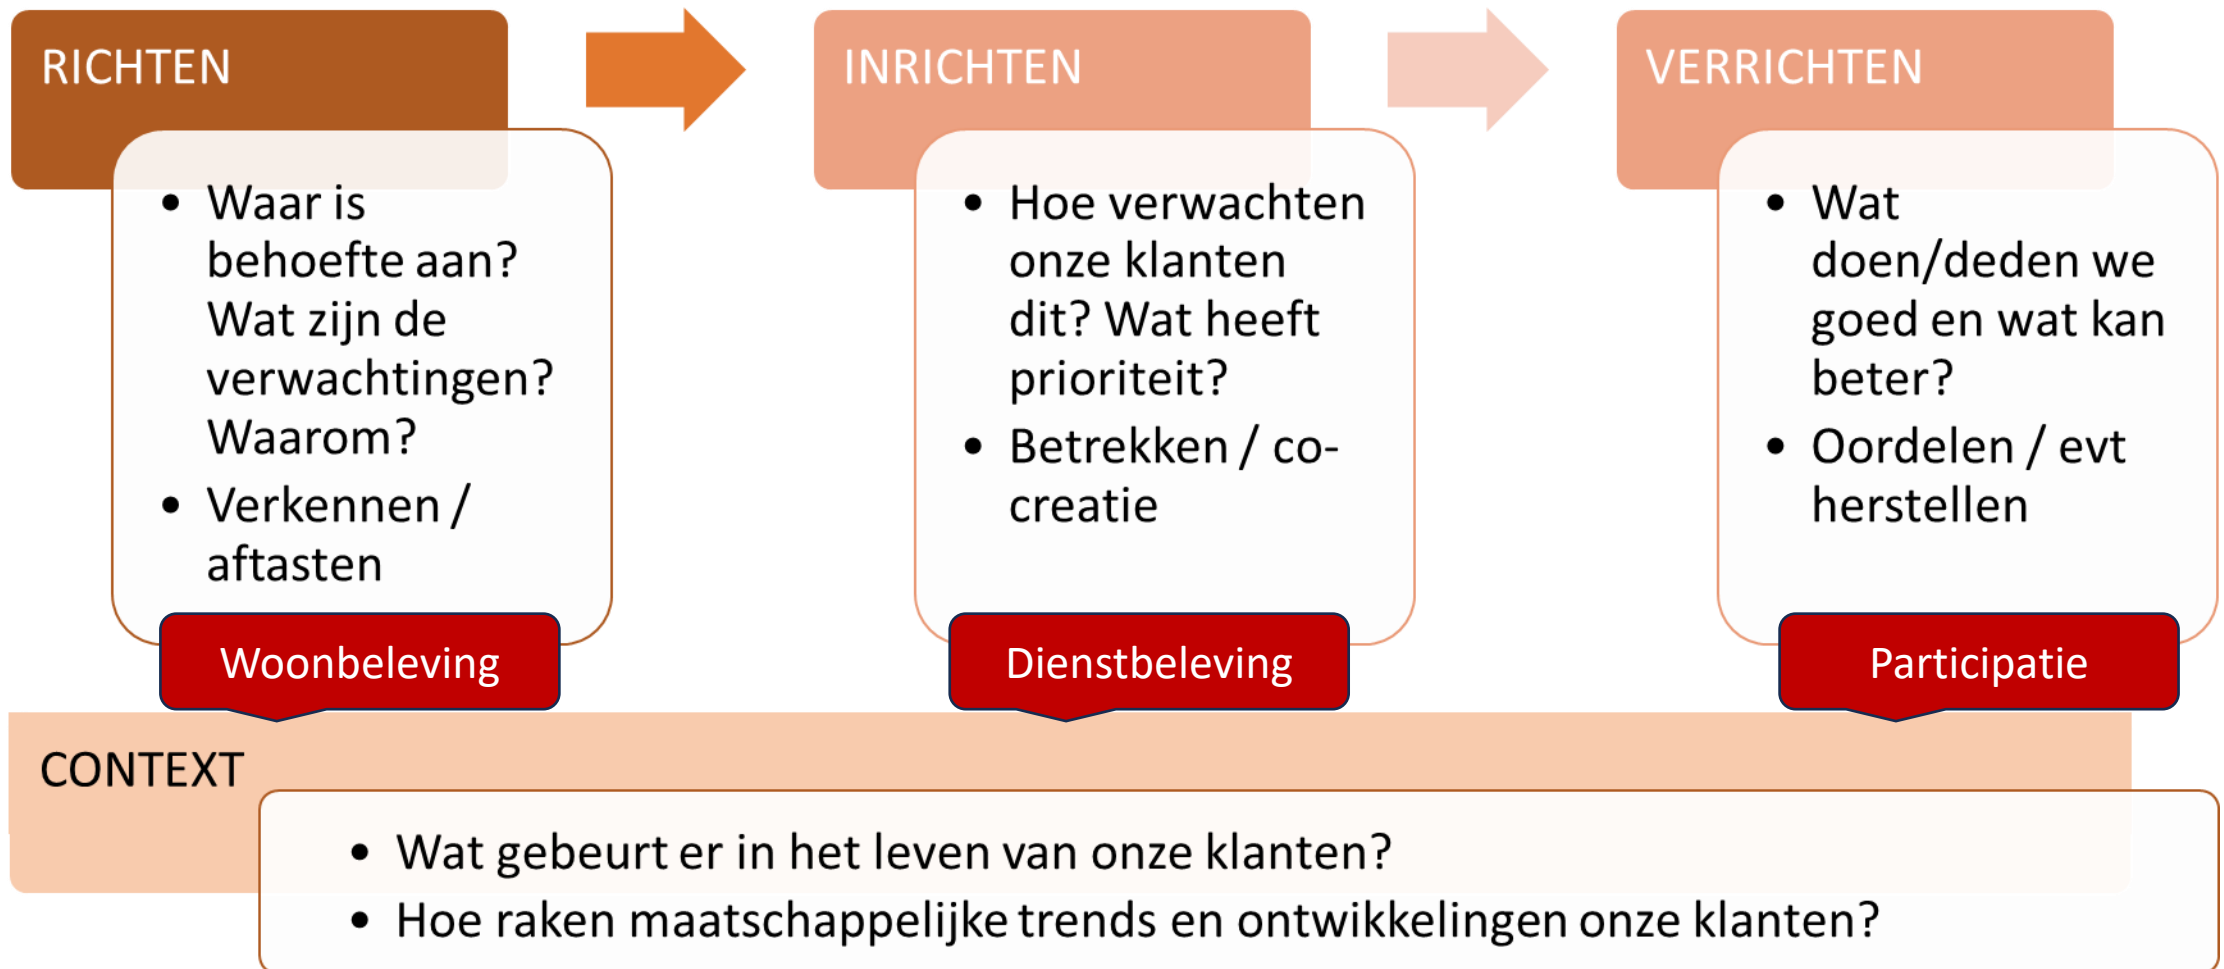 RICHTEN
• Waar is
behoefte aan?
Wat zijn de
verwachtingen?
Waarom?
• Verkennen /
aftasten
Woonbeleving
INRICHTEN
• Hoe verwachten
onze klanten
dit? Wat heeft
prioriteit?
• Betrekken / co-
creatie
Dienstbeleving
VERRICHTEN
• Wat
doen/deden we
goed en wat kan
beter?
• Oordelen / evt
herstellen
Participatie
CONTEXT
• Wat gebeurt er in het leven van onze klanten?
• Hoe raken maatschappelijke trends en ontwikkelingen onze klanten?